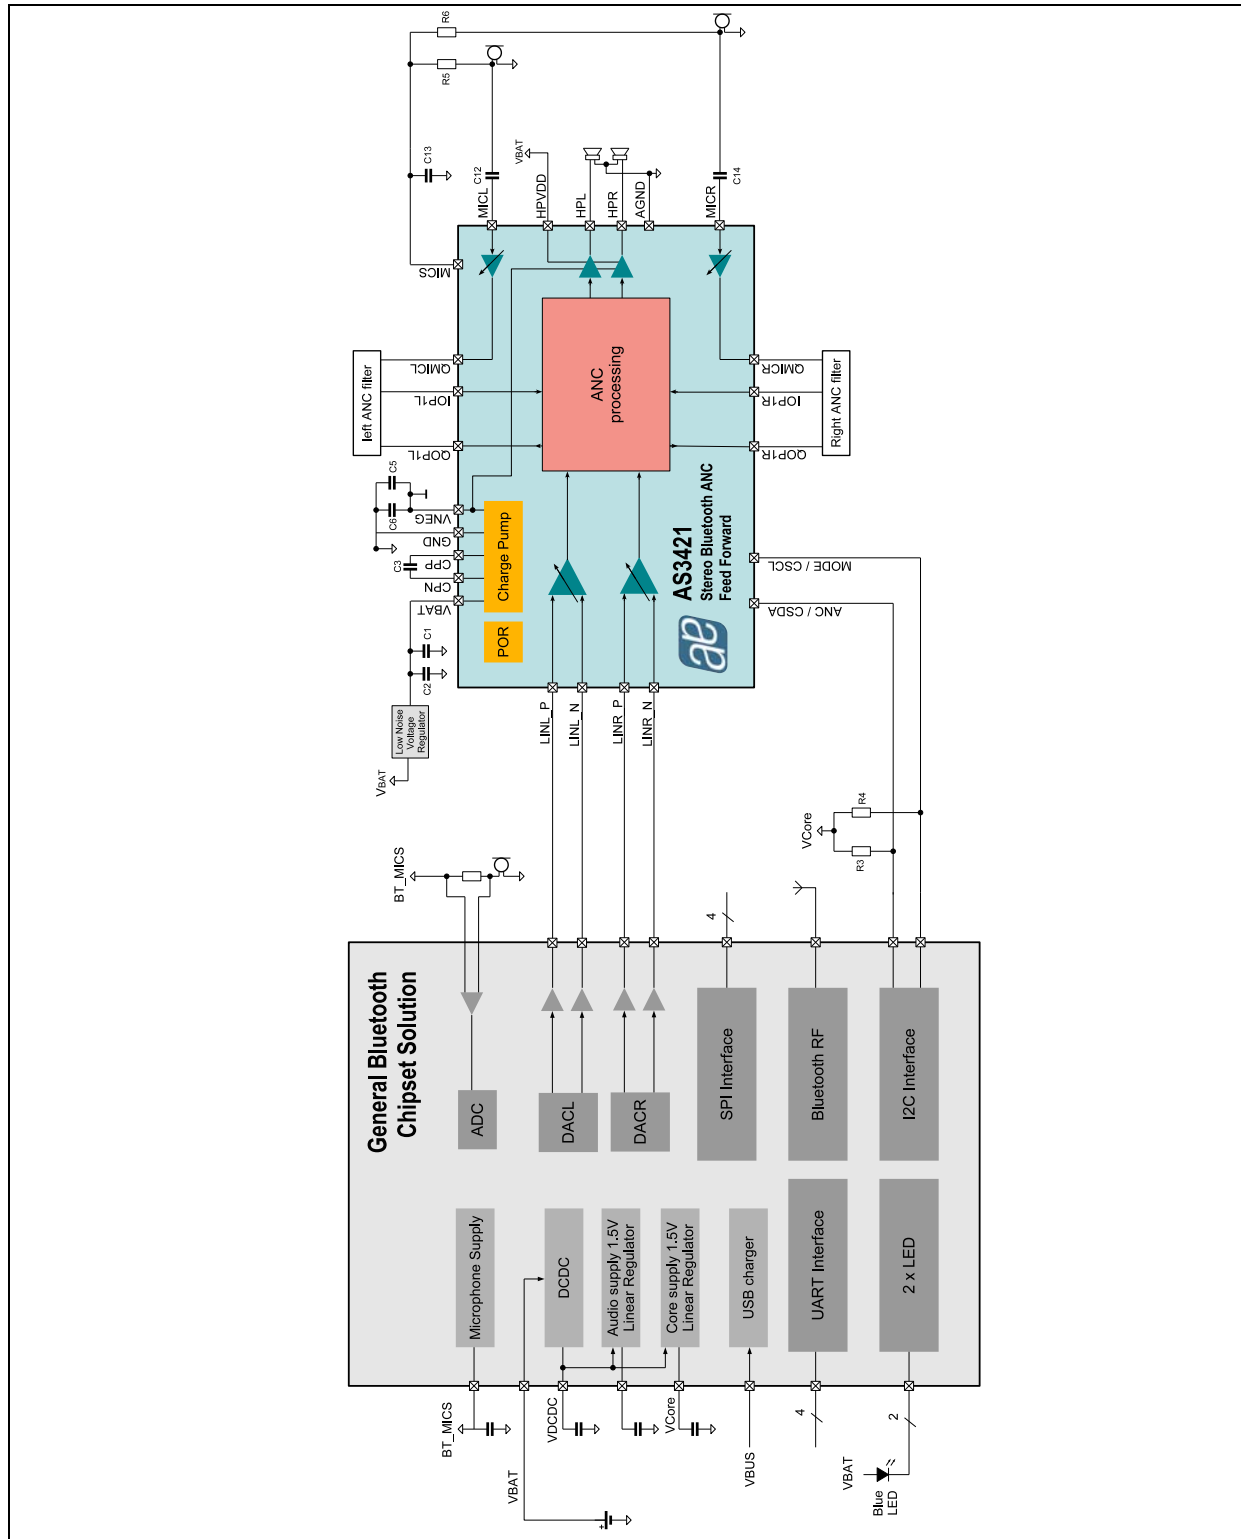 General Bluetooth
Chipset Solution
Microphone Supply
DCDC
Audio supply 1.5V
Linear Regulator
Core supply 1.5V
Linear Regulator
USB charger
UART Interface
2 x LED
ADC
DACL
DACR
SPI Interface
Bluetooth RF
I2C Interface
BT_MICS
VBAT
+
VDCDC
VCore
VBUS
4
2
VBAT
Blue
LED
BT_MICS
4
VCore
R3
R4
VBAT
Low Noise
Voltage
Regulator
C2
C1
C3
C6
C5
LINL_P
LINL_N
LINR_P
LINR_N
POR
Charge Pump
AS3421
Stereo Bluetooth ANC
Feed Forward
ae
ANC
processing
VBAT
CPN
CPP
GND
VNEG
QOP1L
IOP1L
QMICL
MICS
left ANC filter
ANC / CSDA
MODE / CSCL
QOP1R
IOP1R
QMICR
Right ANC filter
MICL
HPVDD
HPL
HPR
AGND
MICR
VBAT
C12
C13
C14
R5
R6